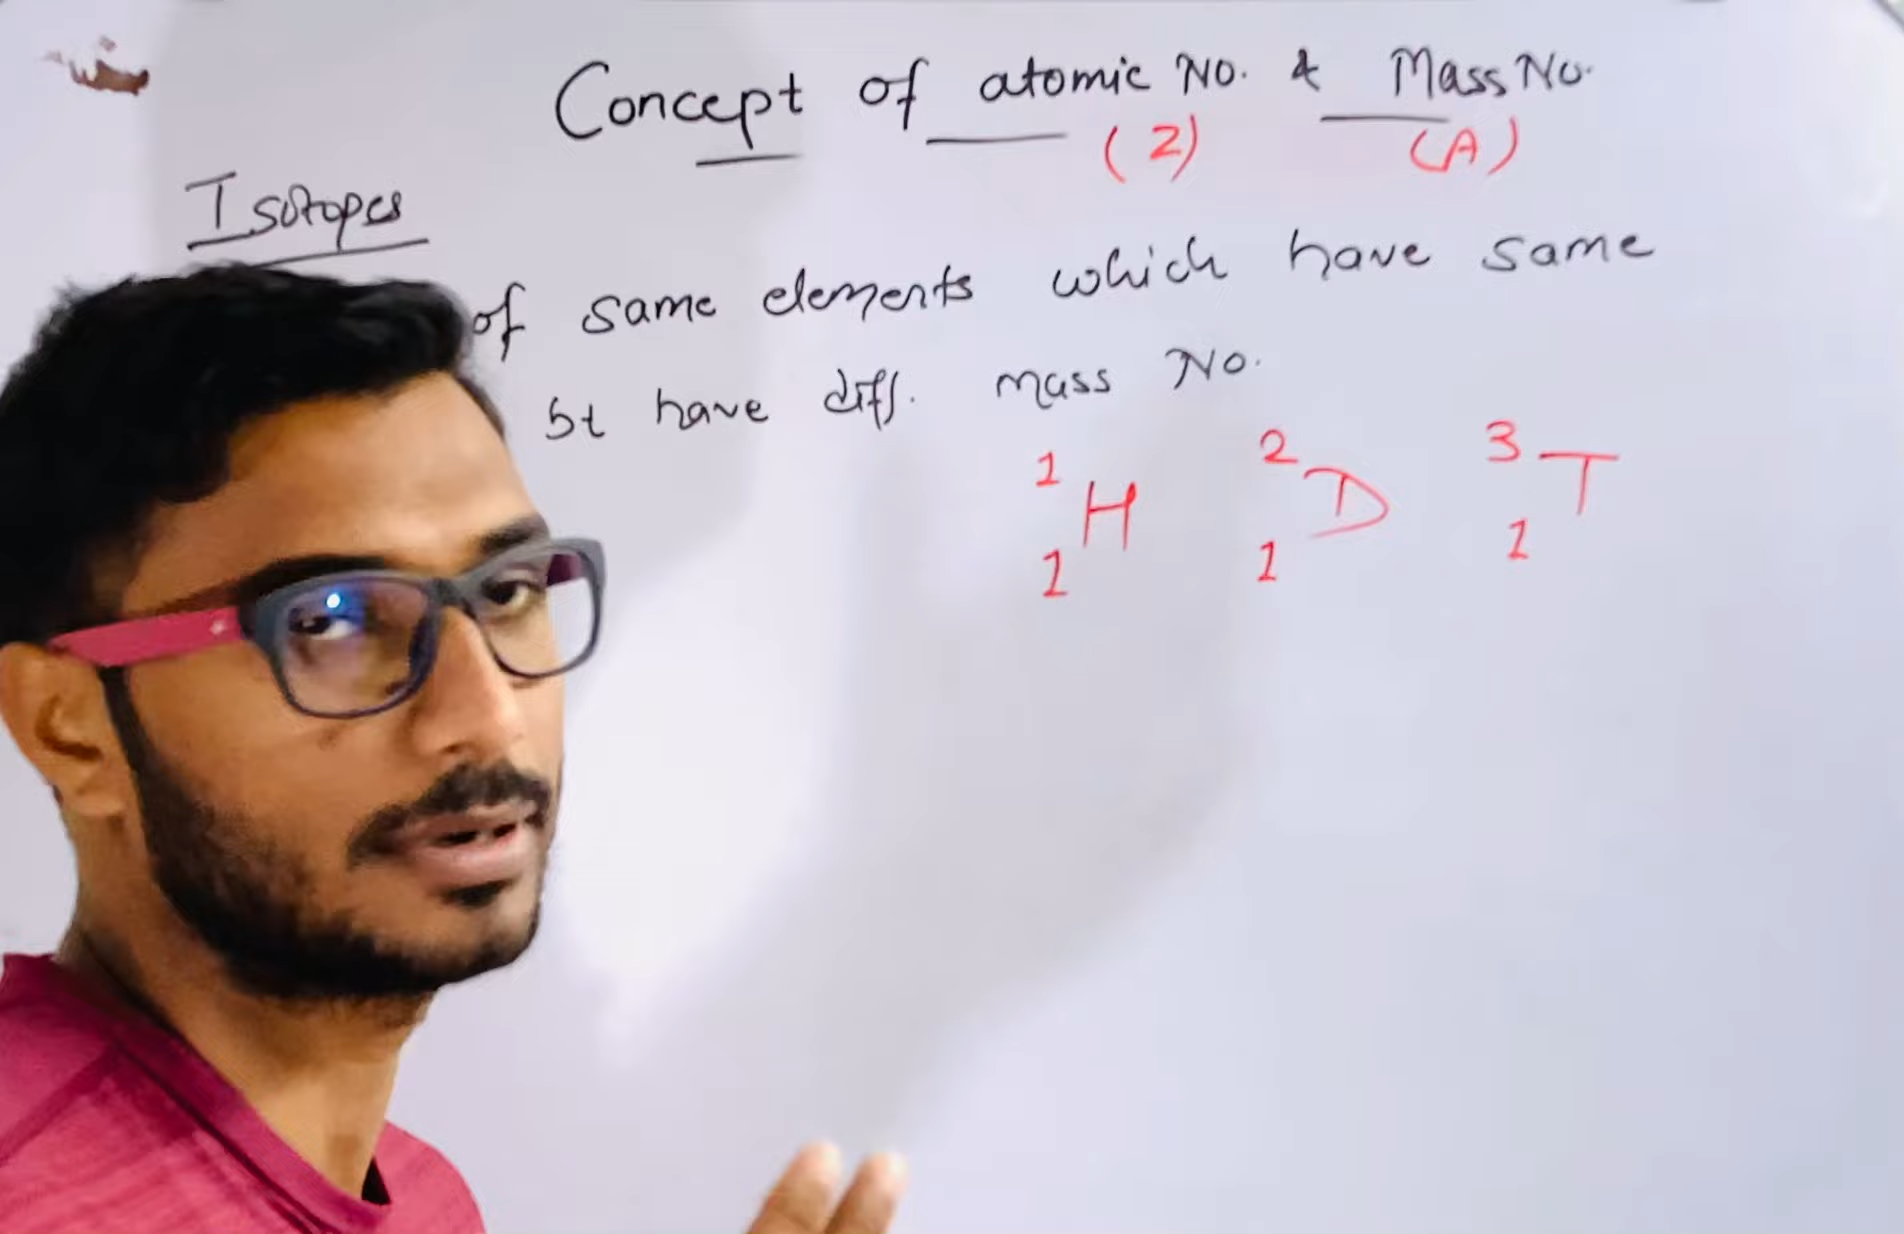 Concept of atomic No. & Mass No.
(Z) (A)
Isotopes
of same elements which have same
bt have diff. mass No.
1 2 3
H D T
1 1 1